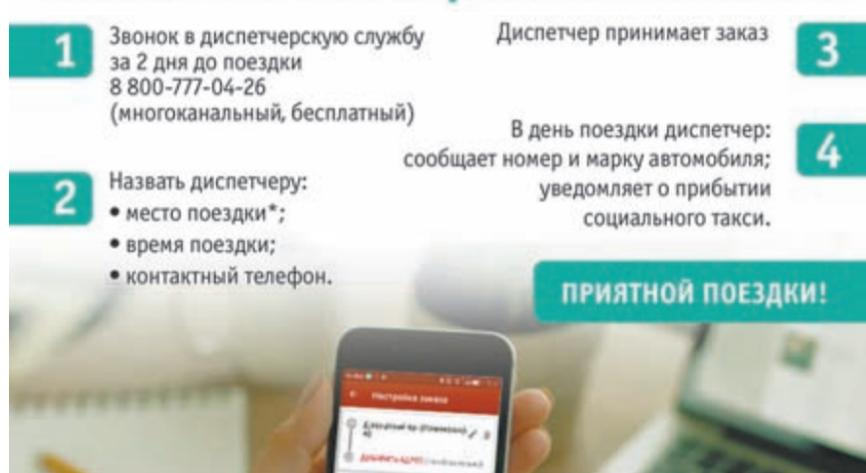 1
Звонок в диспетчерскую службу
за 2 дня до поездки
8 800-777-04-26
(многоканальный, бесплатный)
2
Назвать диспетчеру:
• место поездки*;
• время поездки;
• контактный телефон.
Диспетчер принимает заказ
3
В день поездки диспетчер:
сообщает номер и марку автомобиля;
уведомляет о прибытии
социального такси.
4
ПРИЯТНОЙ ПОЕЗДКИ!
Настройка заказа